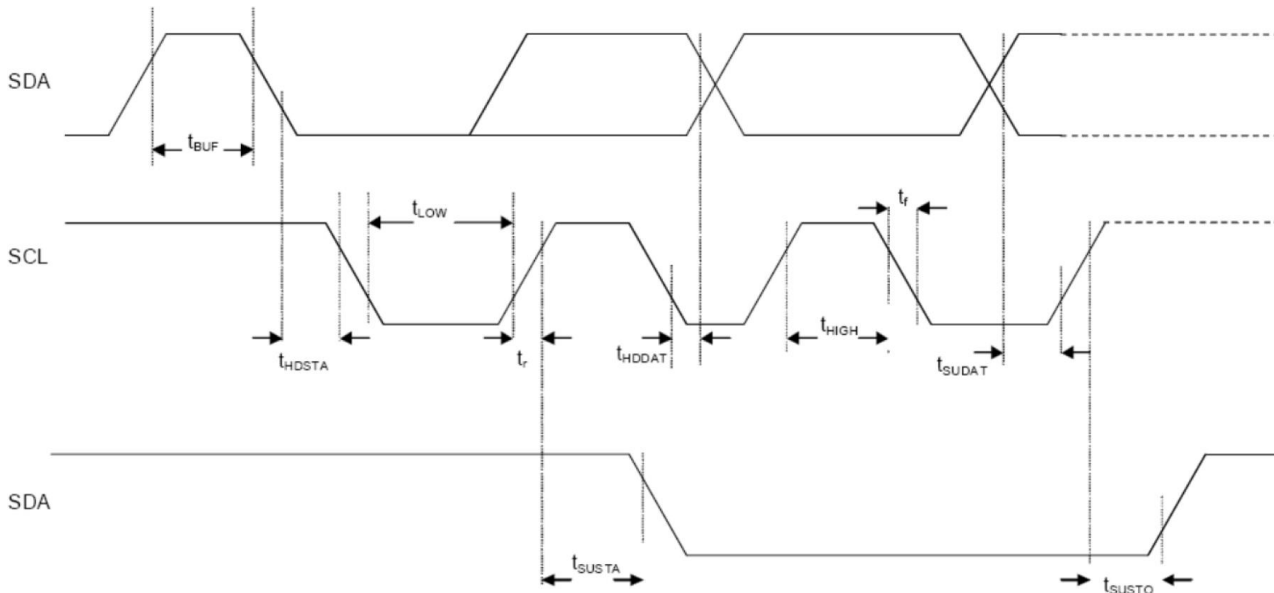 SDA
tBUF
tLOW
tf
SCL
tHDSTA
tr
tHDDAT
tHIGH
tSUDAT
SDA
tSUSTA
tSUSTO